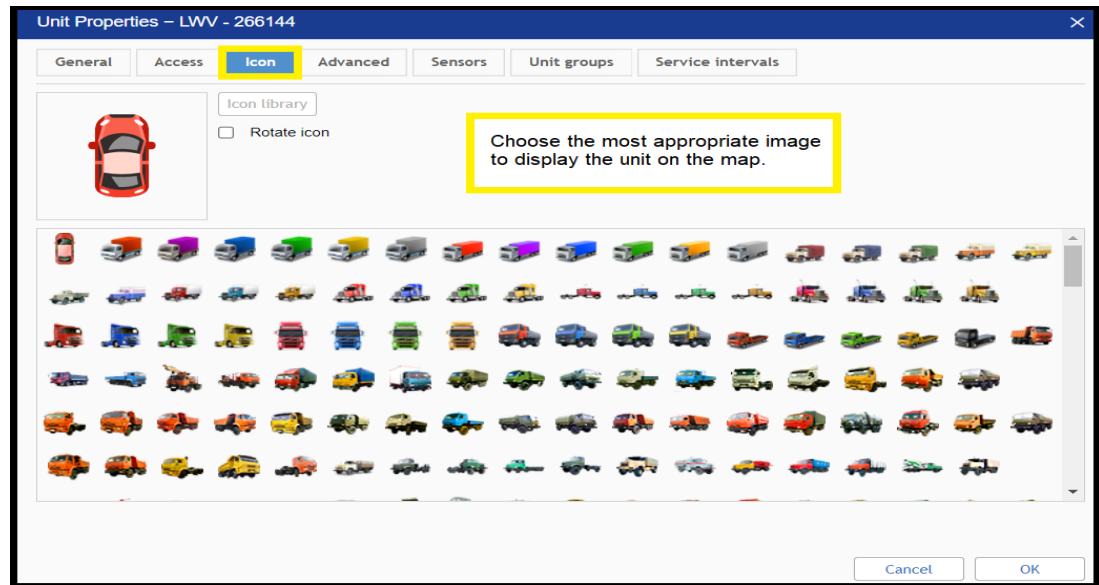 Unit Properties – LWV - 266144
General Access Icon Advanced Sensors Unit groups Service intervals
Icon library
Rotate icon
Choose the most appropriate image
to display the unit on the map.
Cancel OK